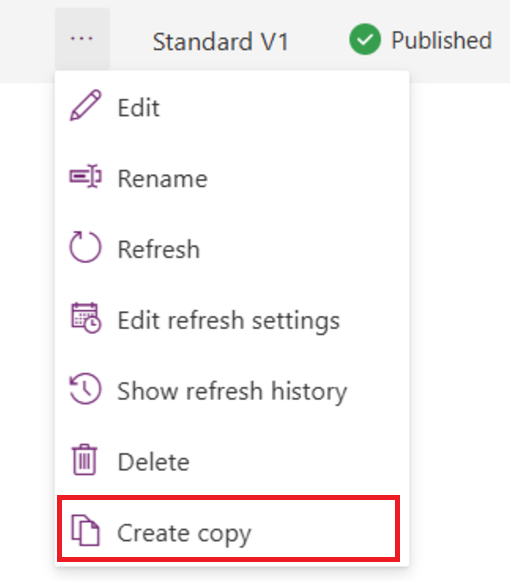 ... Standard V1 Published
Edit
Rename
Refresh
Edit refresh settings
Show refresh history
Delete
Create copy